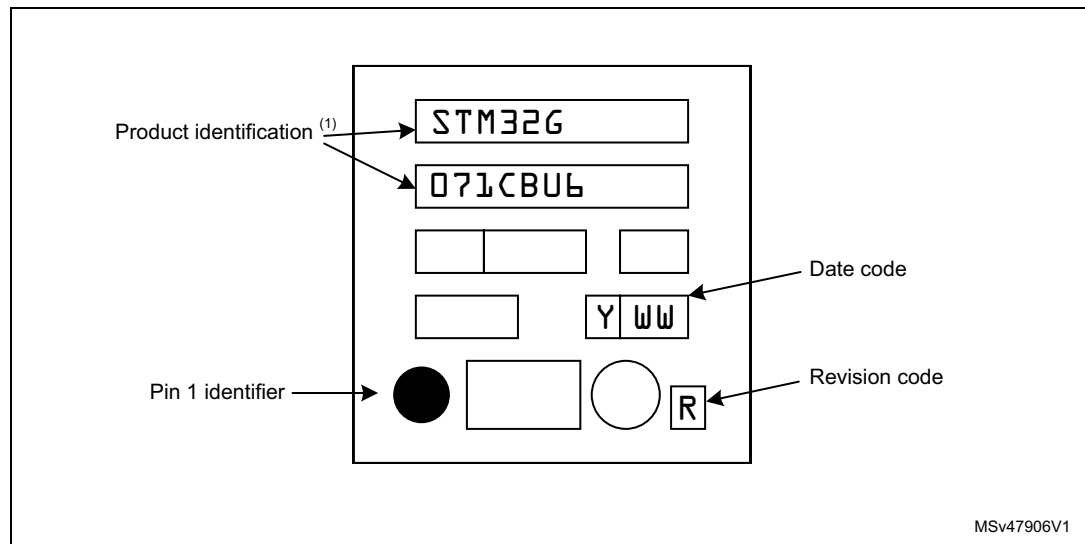 STM32G
Product identification (1)
071CBU6
Date code
Y WW
Pin 1 identifier
Revision code
R
MSv47906V1